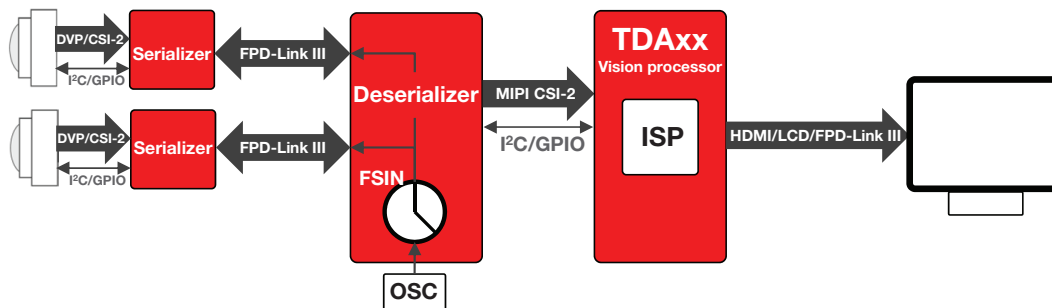 DVP/CSI-2
I²C/GPIO
Serializer
FPD-Link III
DVP/CSI-2
I²C/GPIO
Serializer
FPD-Link III
Deserializer
FSIN
OSC
MIPI CSI-2
I²C/GPIO
TDAxx
Vision processor
ISP
HDMI/LCD/FPD-Link III